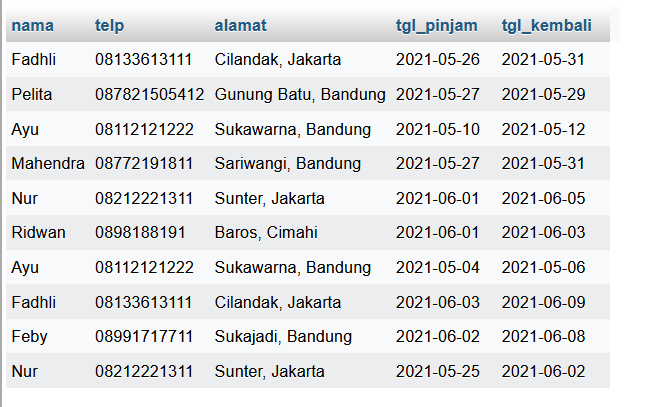 nama telp alamat tgl_pinjam tgl_kembali
Fadhli 08133613111 Cilandak, Jakarta 2021-05-26 2021-05-31
Pelita 087821505412 Gunung Batu, Bandung 2021-05-27 2021-05-29
Ayu 08112121222 Sukawarna, Bandung 2021-05-10 2021-05-12
Mahendra 08772191811 Sariwangi, Bandung 2021-05-27 2021-05-31
Nur 08212221311 Sunter, Jakarta 2021-06-01 2021-06-05
Ridwan 0898188191 Baros, Cimahi 2021-06-01 2021-06-03
Ayu 08112121222 Sukawarna, Bandung 2021-05-04 2021-05-06
Fadhli 08133613111 Cilandak, Jakarta 2021-06-03 2021-06-09
Feby 08991717711 Sukajadi, Bandung 2021-06-02 2021-06-08
Nur 08212221311 Sunter, Jakarta 2021-05-25 2021-06-02